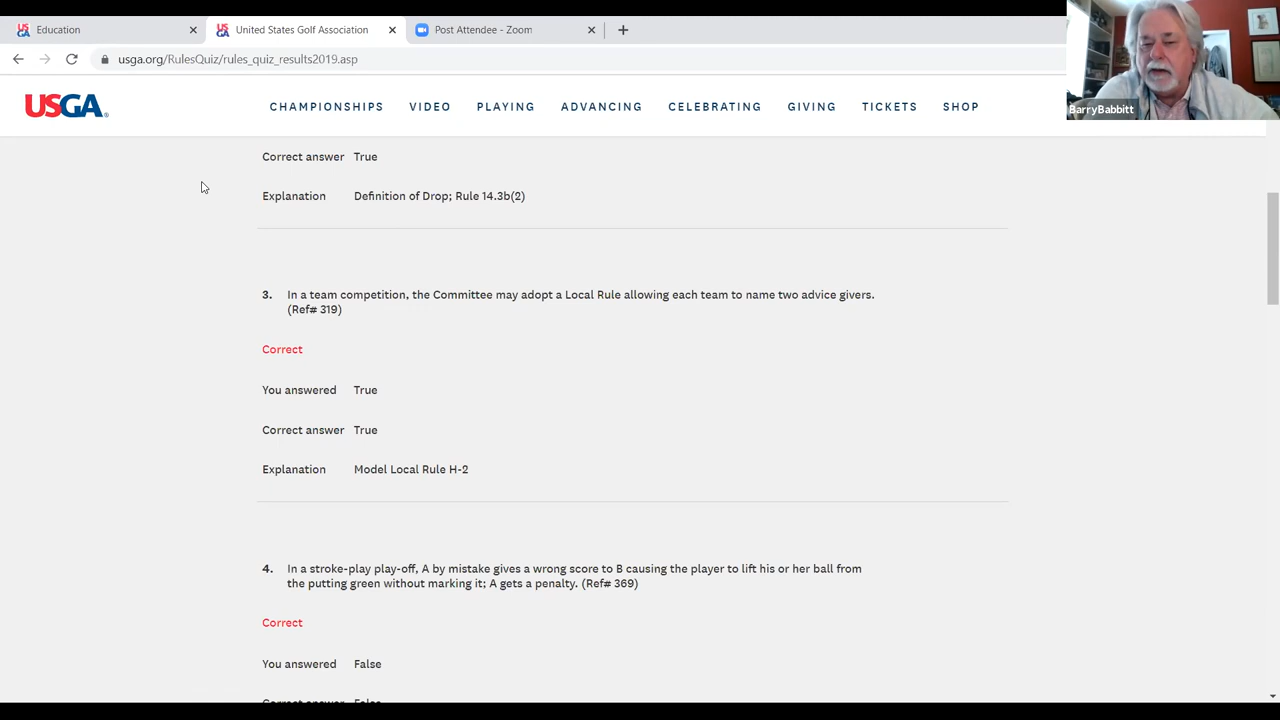 Education
United States Golf Association
Post Attendee - Zoom
usga.org/RulesQuiz/rules_quiz_results2019.asp
BarryBabbitt
USGA
CHAMPIONSHIPS VIDEO PLAYING ADVANCING CELEBRATING GIVING TICKETS SHOP
Correct answer True
Explanation Definition of Drop; Rule 14.3b(2)
3. In a team competition, the Committee may adopt a Local Rule allowing each team to name two advice givers.
(Ref# 319)
Correct
You answered True
Correct answer True
Explanation Model Local Rule H-2
4. In a stroke-play play-off, A by mistake gives a wrong score to B causing the player to lift his or her ball from
the putting green without marking it; A gets a penalty. (Ref# 369)
Correct
You answered False
Correct answer False